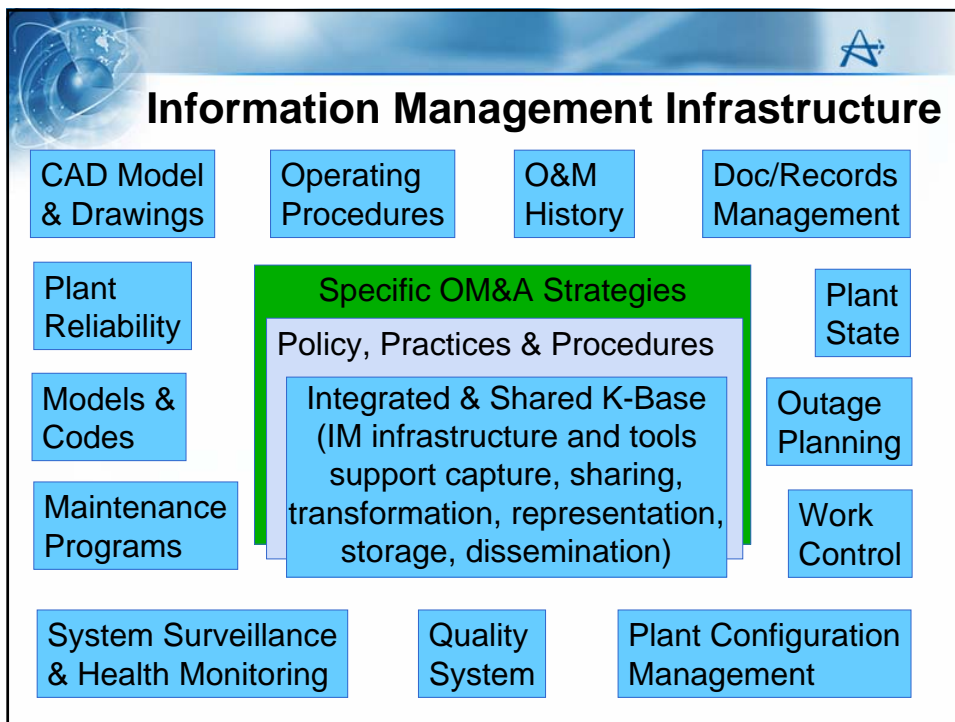 Information Management Infrastructure
CAD Model
& Drawings
Operating
Procedures
O&M
History
Doc/Records
Management
Plant
Reliability
Specific OM&A Strategies
Plant
State
Policy, Practices & Procedures
Models &
Codes
Integrated & Shared K-Base
(IM infrastructure and tools
support capture, sharing,
transformation, representation,
storage, dissemination)
Outage
Planning
Maintenance
Programs
Work
Control
System Surveillance
& Health Monitoring
Quality
System
Plant Configuration
Management